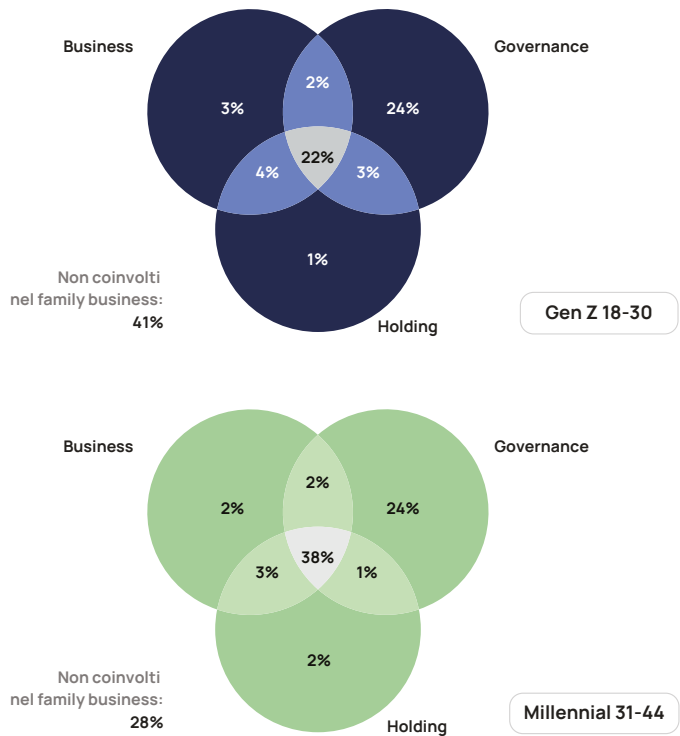 Business
Governance
2%
3%
24%
22%
4%
3%
1%
Non coinvolti
nel family business:
41%
Gen Z 18-30
Holding
Business
Governance
2%
2%
24%
38%
3%
1%
2%
Non coinvolti
nel family business:
28%
Millennial 31-44
Holding